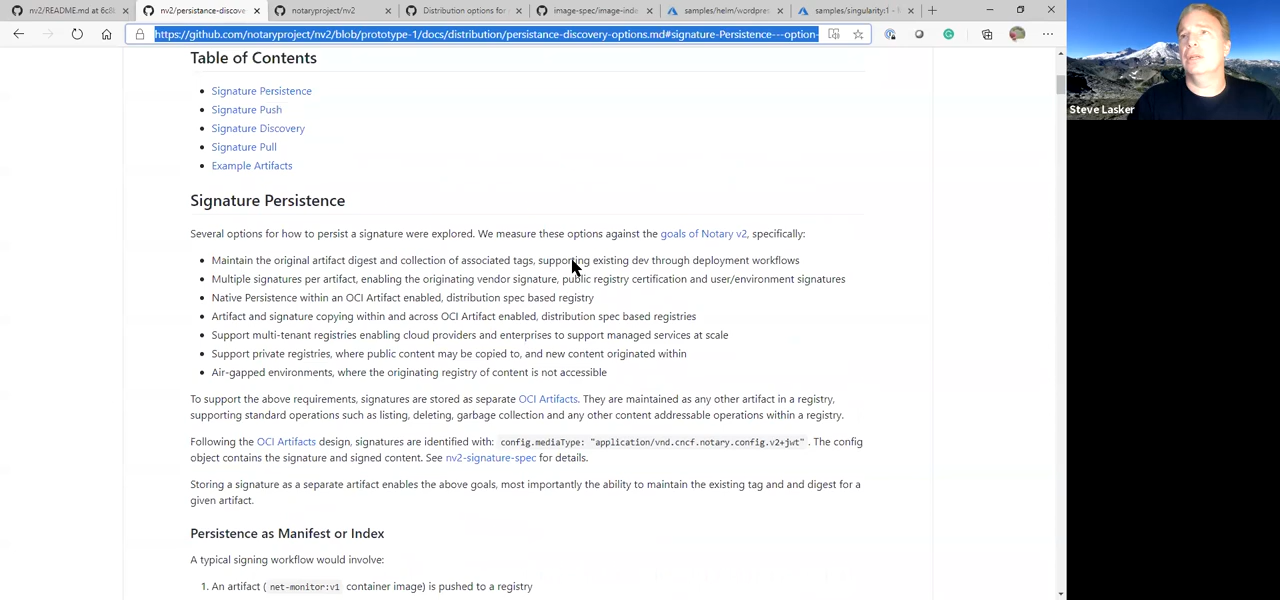 nv2/README.md at 6c8
nv2/persistance-discove
notaryproject/nv2
Distribution options for
image-spec/image-ind
samples/helm/wordpres
samples/singularity:1 - M
https://github.com/notaryproject/nv2/blob/prototype-1/docs/distribution/persistance-discovery-options.md#signature-Persistence---option-
Steve Lasker
Table of Contents
Signature Persistence
Signature Push
Signature Discovery
Signature Pull
Example Artifacts
Signature Persistence
Several options for how to persist a signature were explored. We measure these options against the goals of Notary v2, specifically:
Maintain the original artifact digest and collection of associated tags, supporting existing dev through deployment workflows
Multiple signatures per artifact, enabling the originating vendor signature, public registry certification and user/environment signatures
Native Persistence within an OCI Artifact enabled, distribution spec based registry
Artifact and signature copying within and across OCI Artifact enabled, distribution spec based registries
Support multi-tenant registries enabling cloud providers and enterprises to support managed services at scale
Support private registries, where public content may be copied to, and new content originated within
Air-gapped environments, where the originating registry of content is not accessible
To support the above requirements, signatures are stored as separate OCI Artifacts. They are maintained as any other artifact in a registry,
supporting standard operations such as listing, deleting, garbage collection and any other content addressable operations within a registry.
Following the OCI Artifacts design, signatures are identified with: config.mediaType: "application/vnd.cncf.notary.config.v2+jwt" . The config
object contains the signature and signed content. See nv2-signature-spec for details.
Storing a signature as a separate artifact enables the above goals, most importantly the ability to maintain the existing tag and and digest for a
given artifact.
Persistence as Manifest or Index
A typical signing workflow would involve:
1. An artifact ( net-monitor:v1 container image) is pushed to a registry